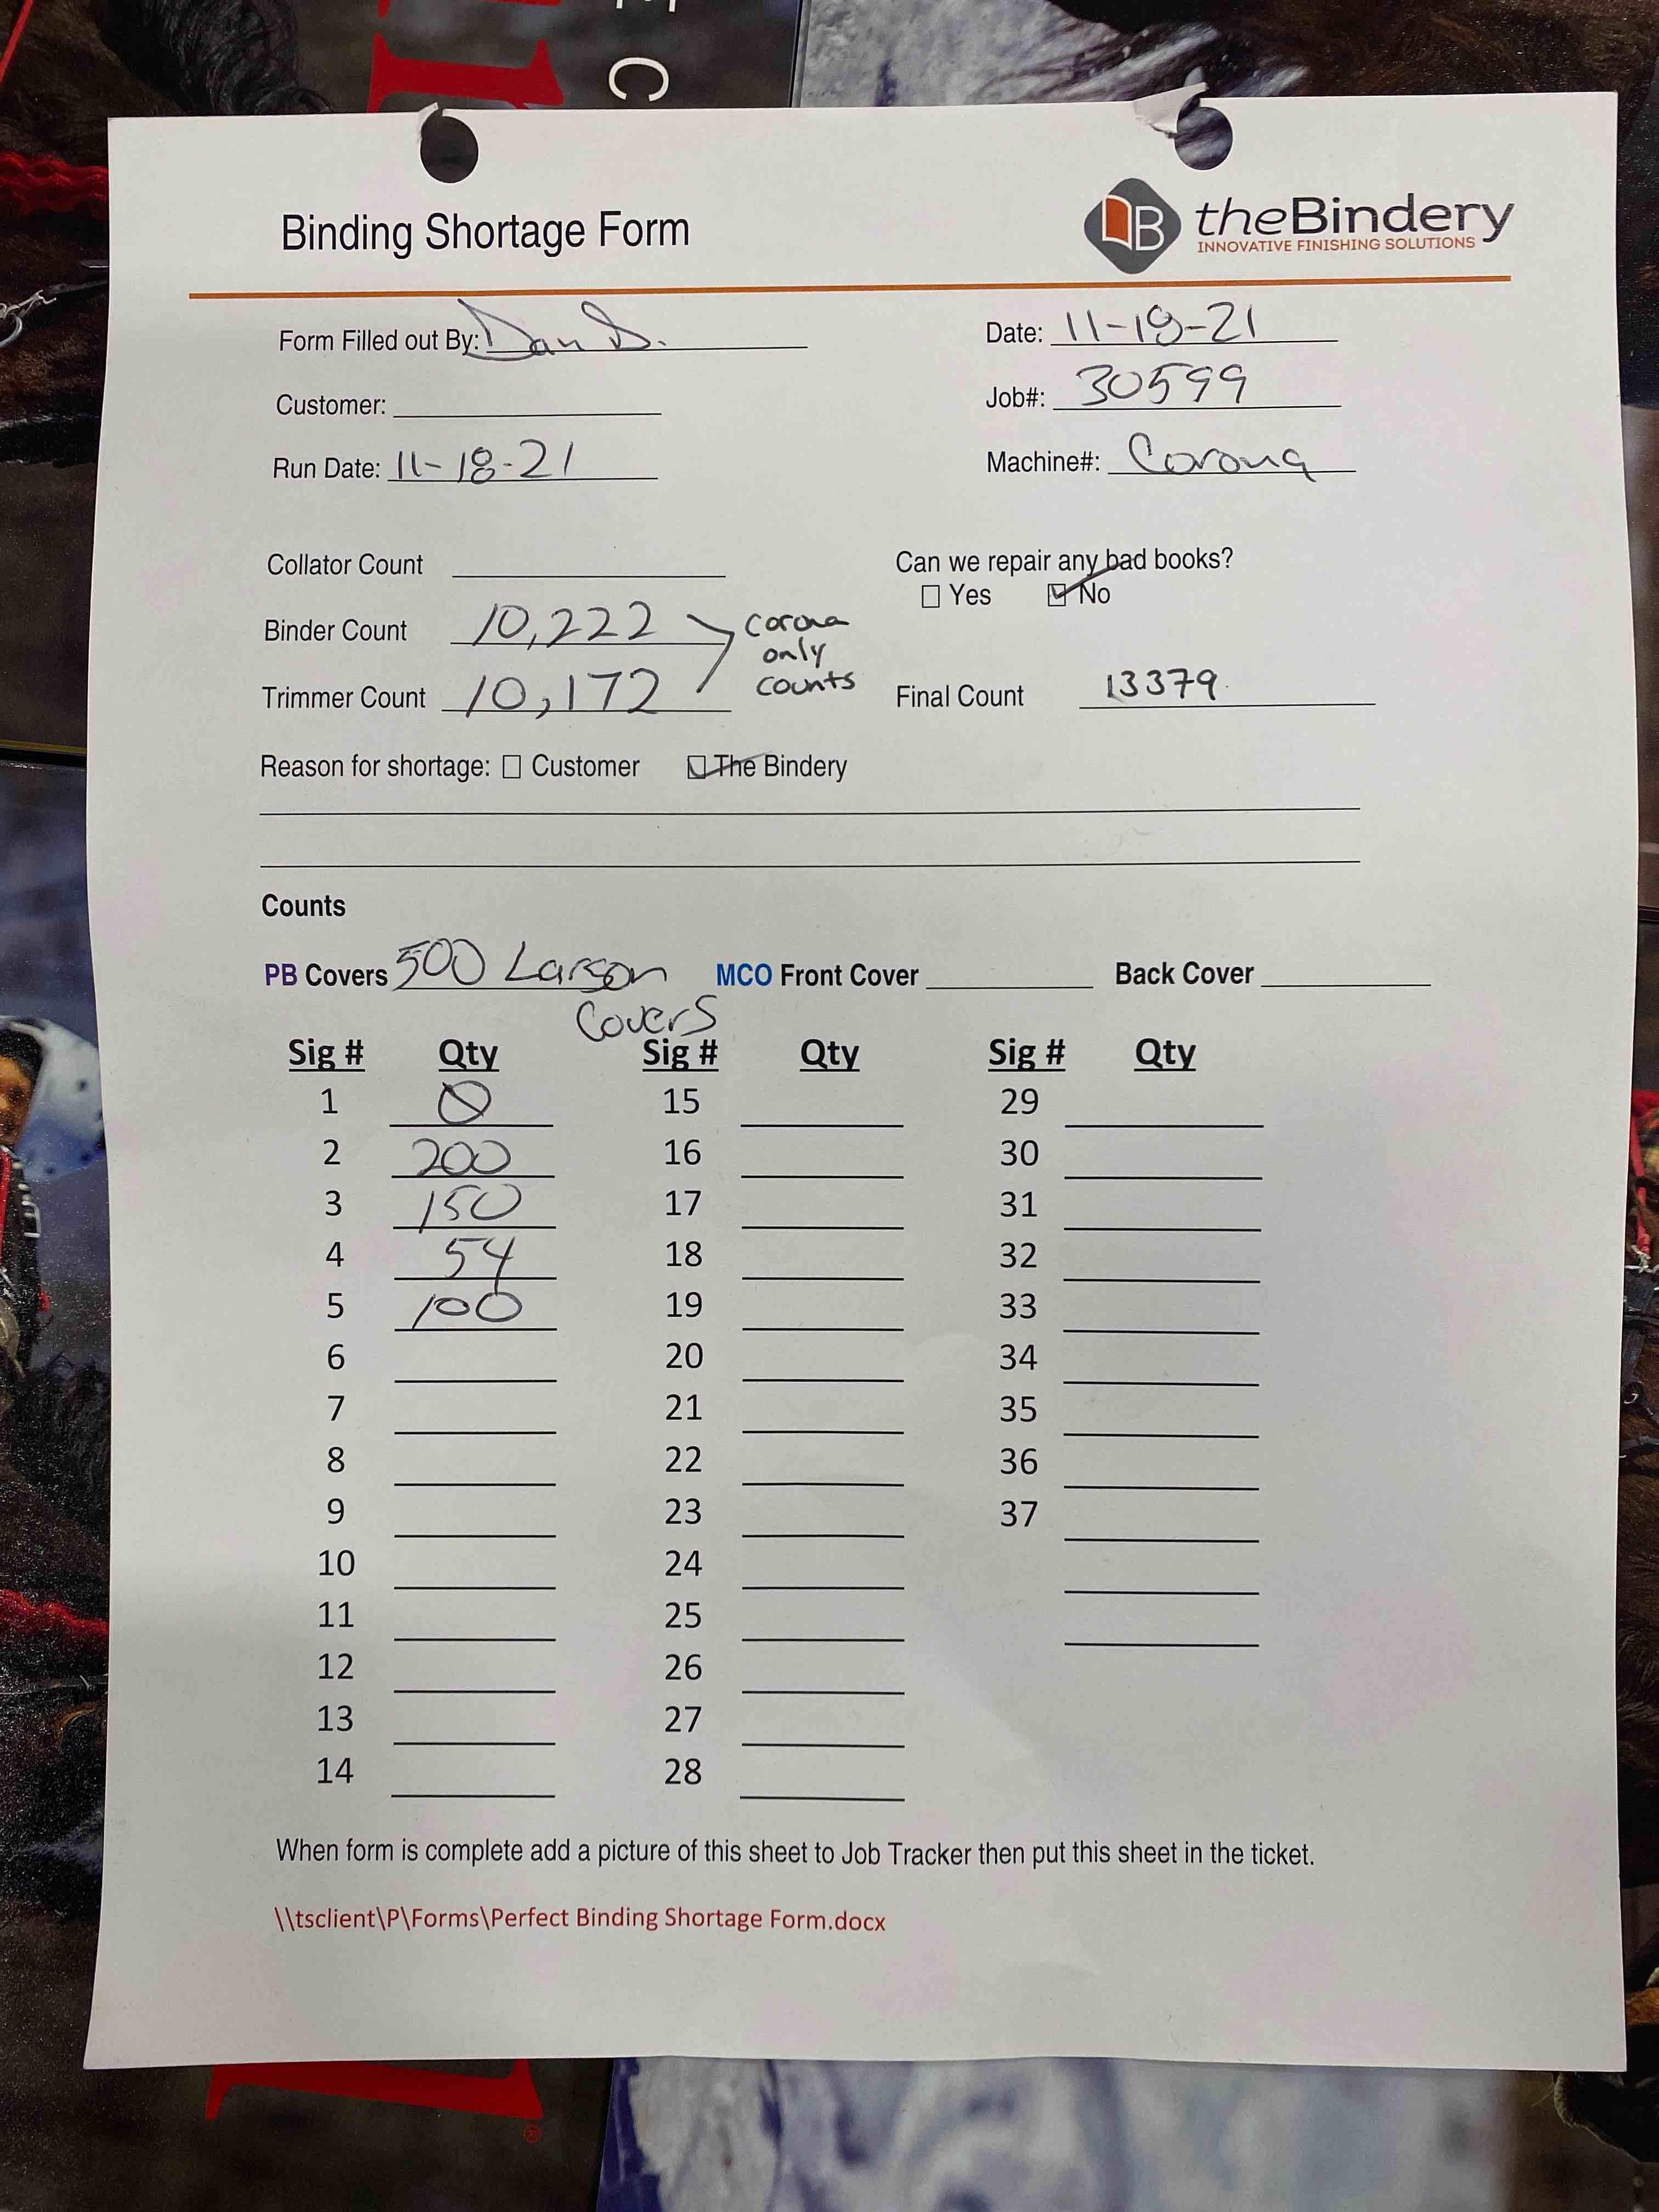 E C
B
theBindery
INNOVATIVE FINISHING SOLUTIONS
Binding Shortage Form
Form Filled out By: Dan S. Date: 11-19-21
Customer: Job#: 30599
Run Date: 11-18-21 Machine#: Corona
Collator Count Can we repair any bad books?
☐ Yes ☑ No
Binder Count 10,222 corona
only
Trimmer Count 10,172 counts Final Count 13379
Reason for shortage: ☐ Customer ☑ The Bindery
Counts
PB Covers 500 Larson MCO Front Cover Back Cover
Covers
Sig # Qty Sig # Qty Sig # Qty
1 0 15 29
2 200 16 30
3 150 17 31
4 54 18 32
5 100 19 33
6 20 34
7 21 35
8 22 36
9 23 37
10 24
11 25
12 26
13 27
14 28
When form is complete add a picture of this sheet to Job Tracker then put this sheet in the ticket.
\\tsclient\P\Forms\Perfect Binding Shortage Form.docx
®